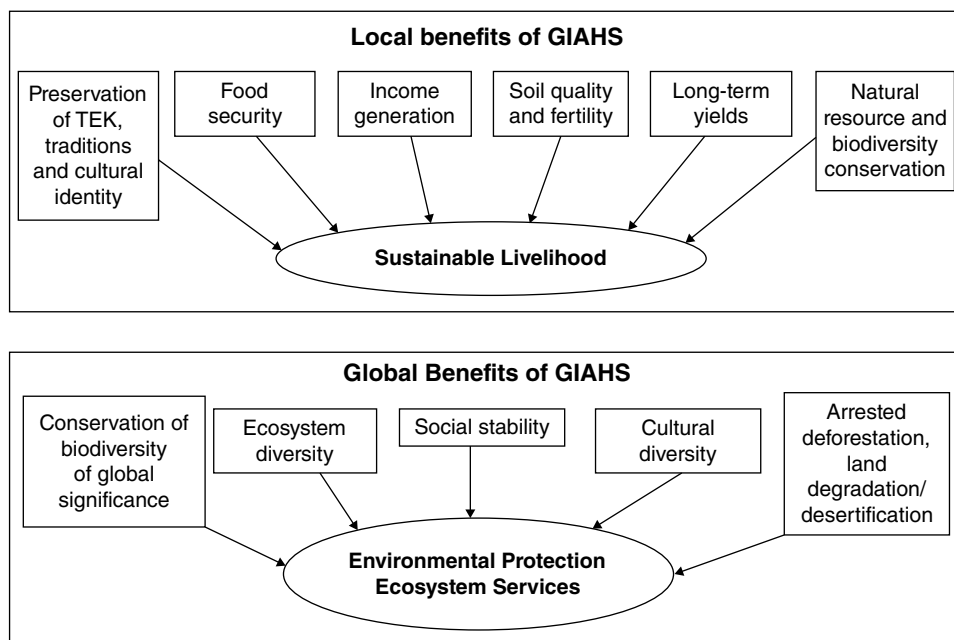 Local benefits of GIAHS
Preservation
of TEK,
traditions
and cultural
identity
Food
security
Income
generation
Soil quality
and fertility
Long-term
yields
Natural
resource and
biodiversity
conservation
Sustainable Livelihood
Global Benefits of GIAHS
Conservation of
biodiversity
of global
significance
Ecosystem
diversity
Social stability
Cultural
diversity
Arrested
deforestation,
land
degradation/
desertification
Environmental Protection
Ecosystem Services